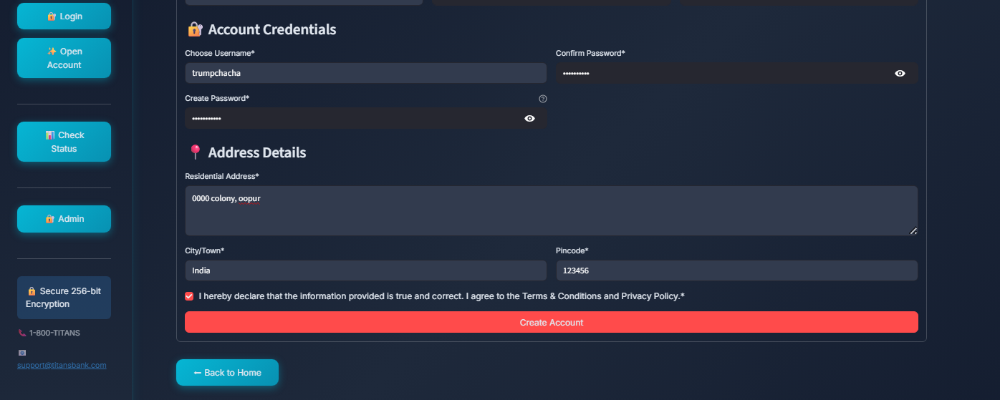 Login
Open
Account
Check
Status
Admin
Secure 256-bit
Encryption
1-800-TITANS
support@titansbank.com
Account Credentials
Choose Username*
Confirm Password*
trumpchacha
••••••••••
Create Password*
•••••••••••
Address Details
Residential Address*
0000 colony, oopur
City/Town*
Pincode*
India
123456
I hereby declare that the information provided is true and correct. I agree to the Terms & Conditions and Privacy Policy.*
Create Account
← Back to Home